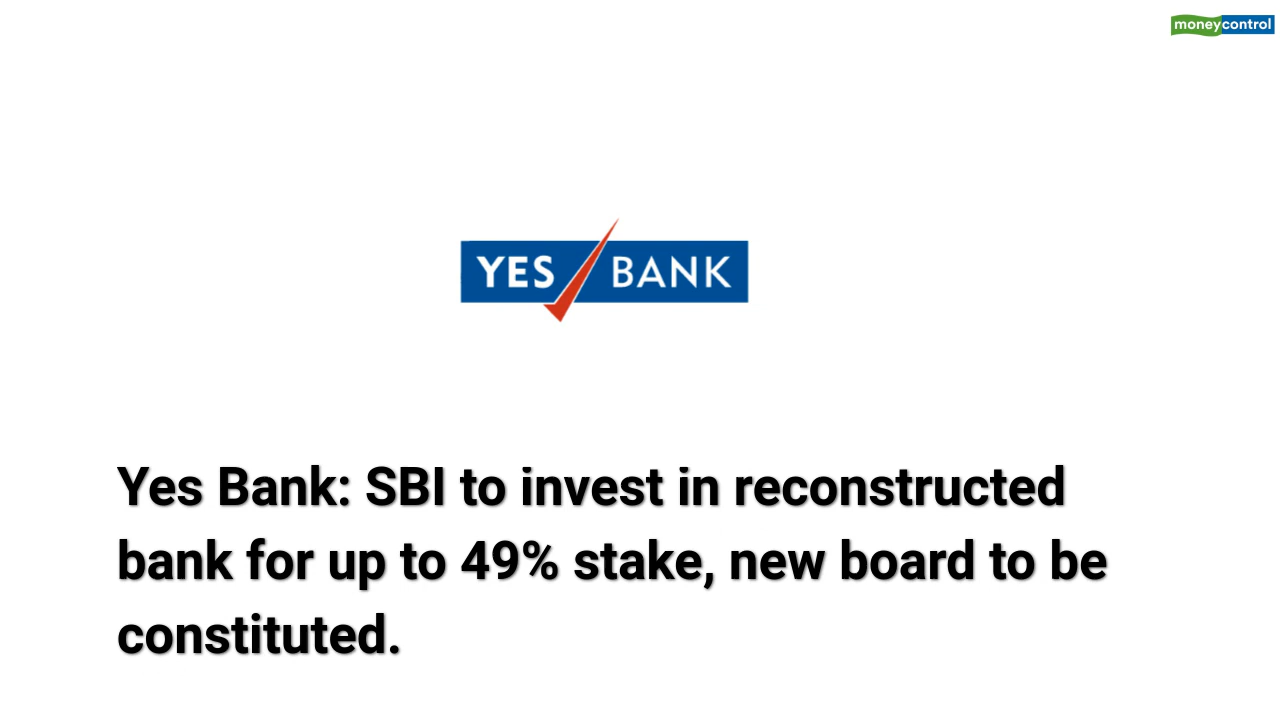 moneycontrol
YES BANK
Yes Bank: SBI to invest in reconstructed
bank for up to 49% stake, new board to be
constituted.